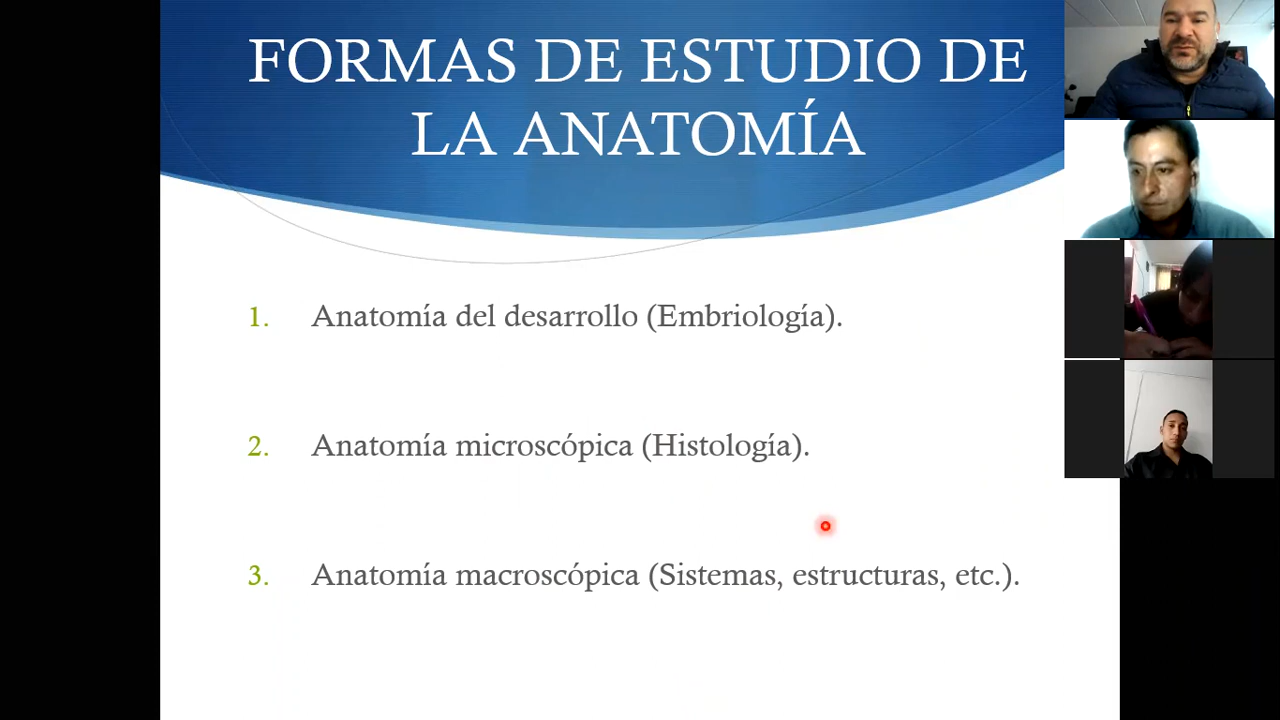 FORMAS DE ESTUDIO DE
LA ANATOMÍA
1. Anatomía del desarrollo (Embriología).
2. Anatomía microscópica (Histología).
3. Anatomía macroscópica (Sistemas, estructuras, etc.).